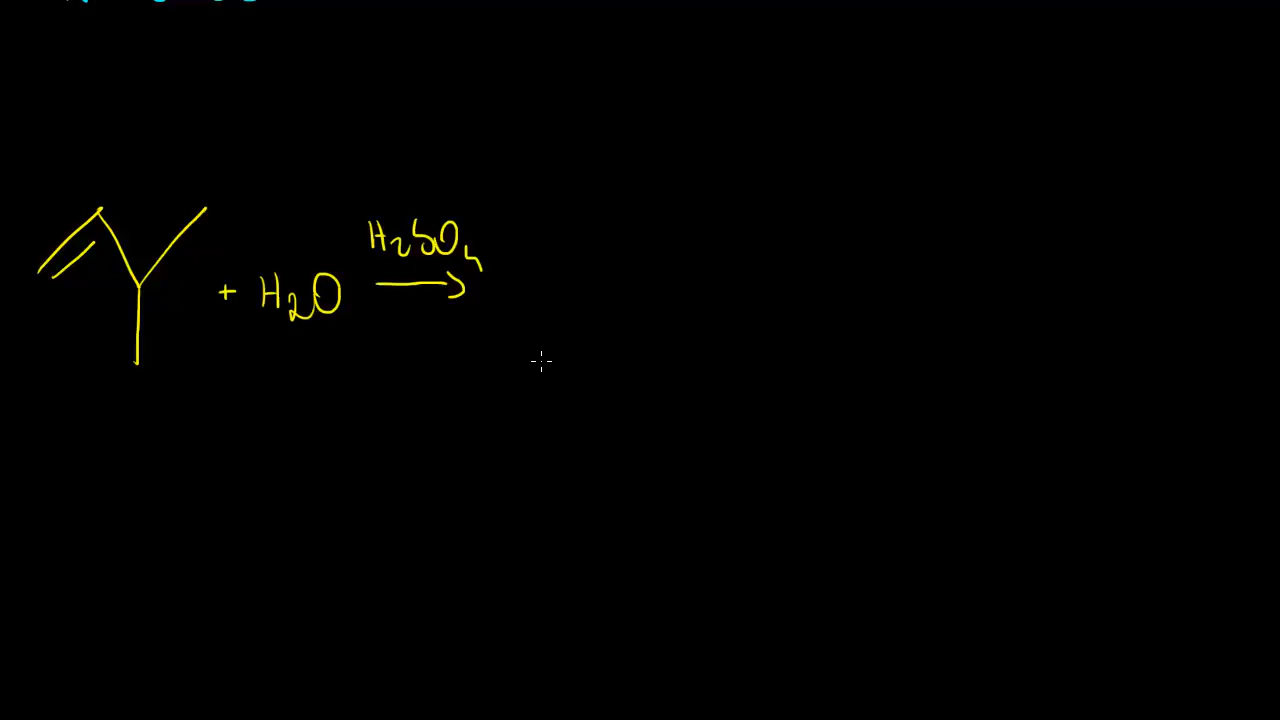 H2SO4
+ H2O →